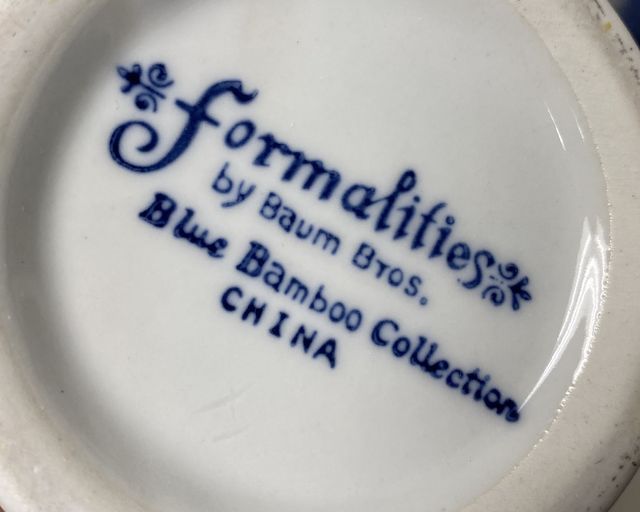 Formalities
by Baum Bros.
Blue Bamboo Collection
CHINA